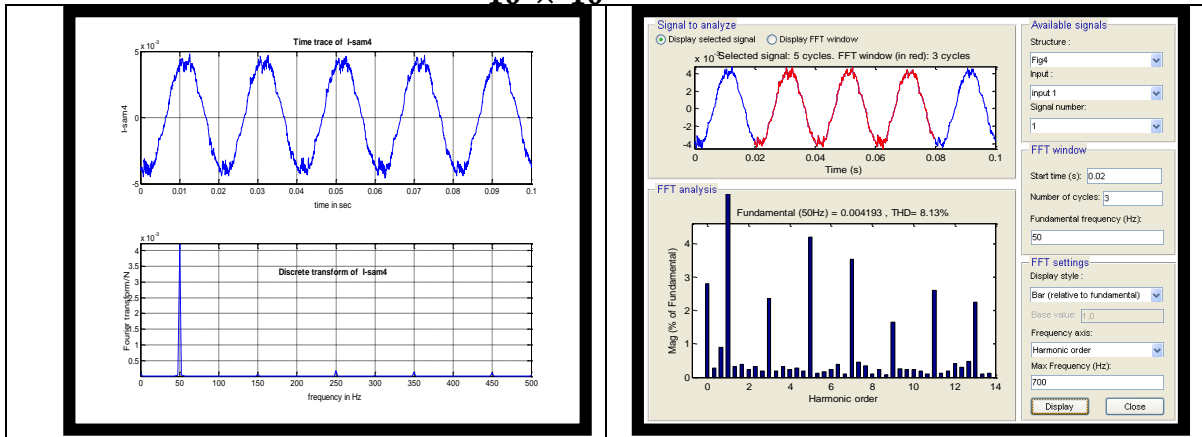 Time trace of I-sam4
x 10⁻³
5
0
-5
I-sam4
0 0.01 0.02 0.03 0.04 0.05 0.06 0.07 0.08 0.09 0.1
time in sec
x 10⁻³
4
3.5
3
2.5
2
1.5
1
0.5
Fourier transform/N
Discrete transform of I-sam4
0 50 100 150 200 250 300 350 400 450 500
frequency in Hz
Signal to analyze
Display selected signal Display FFT window
Selected signal: 5 cycles. FFT window (in red): 3 cycles
4
2
0
-2
-4
0 0.02 0.04 0.06 0.08 0.1
Time (s)
FFT analysis
Fundamental (50Hz) = 0.004193 , THD= 8.13%
4
3
2
1
0
Mag (% of Fundamental)
0 2 4 6 8 10 12 14
Harmonic order
Available signals
Structure :
Fig4
Input :
input 1
Signal number:
1
FFT window
Start time (s): 0.02
Number of cycles: 3
Fundamental frequency (Hz):
50
FFT settings
Display style :
Bar (relative to fundamental)
Base value: 1.0
Frequency axis:
Harmonic order
Max Frequency (Hz):
700
Display Close